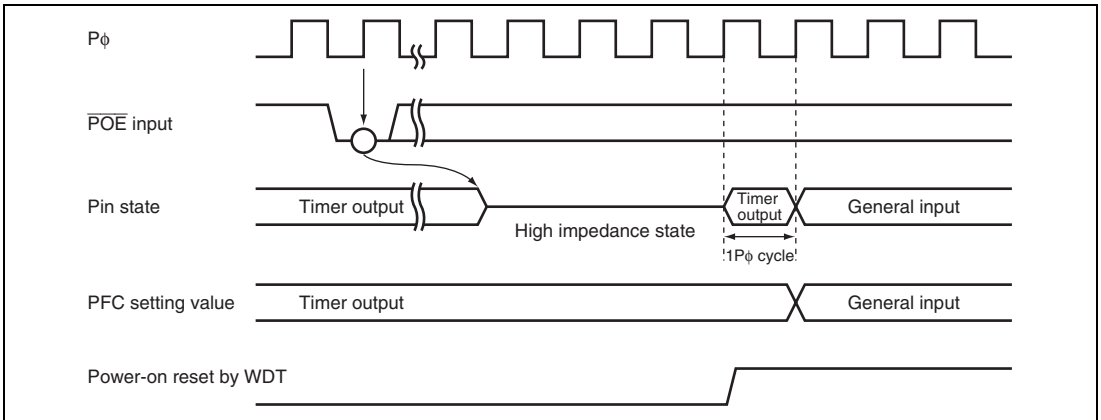 Pϕ
POE input
Pin state
Timer output
High impedance state
Timer
output
General input
1Pϕ cycle
PFC setting value
Timer output
General input
Power-on reset by WDT